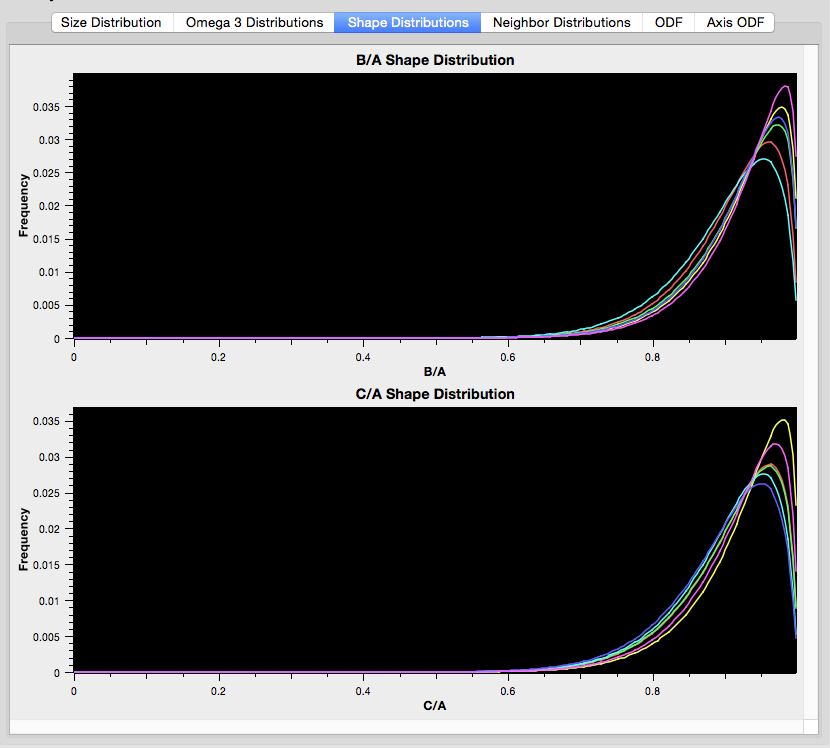 Size Distribution Omega 3 Distributions Shape Distributions Neighbor Distributions ODF Axis ODF
B/A Shape Distribution
Frequency
0.035
0.03
0.025
0.02
0.015
0.01
0.005
0
0 0.2 0.4 0.6 0.8
B/A
C/A Shape Distribution
Frequency
0.035
0.03
0.025
0.02
0.015
0.01
0.005
0
0 0.2 0.4 0.6 0.8
C/A